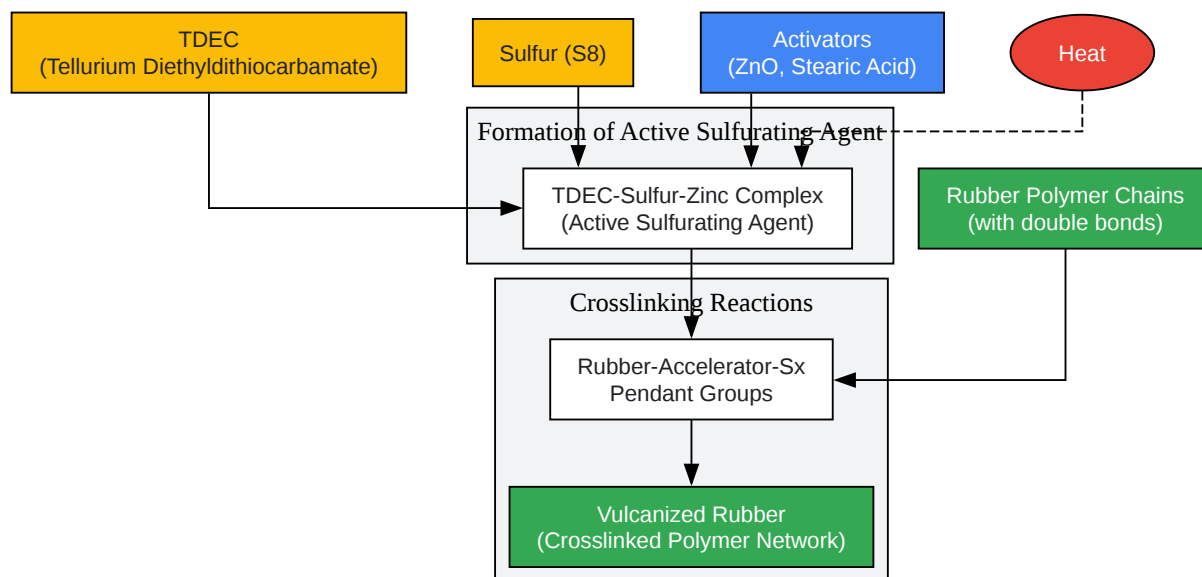 TDEC
(Tellurium Diethyldithiocarbamate)
Sulfur (S8)
Activators
(ZnO, Stearic Acid)
Heat
Formation of Active Sulfurating Agent
TDEC-Sulfur-Zinc Complex
(Active Sulfurating Agent)
Rubber Polymer Chains
(with double bonds)
Crosslinking Reactions
Rubber-Accelerator-Sx
Pendant Groups
Vulcanized Rubber
(Crosslinked Polymer Network)